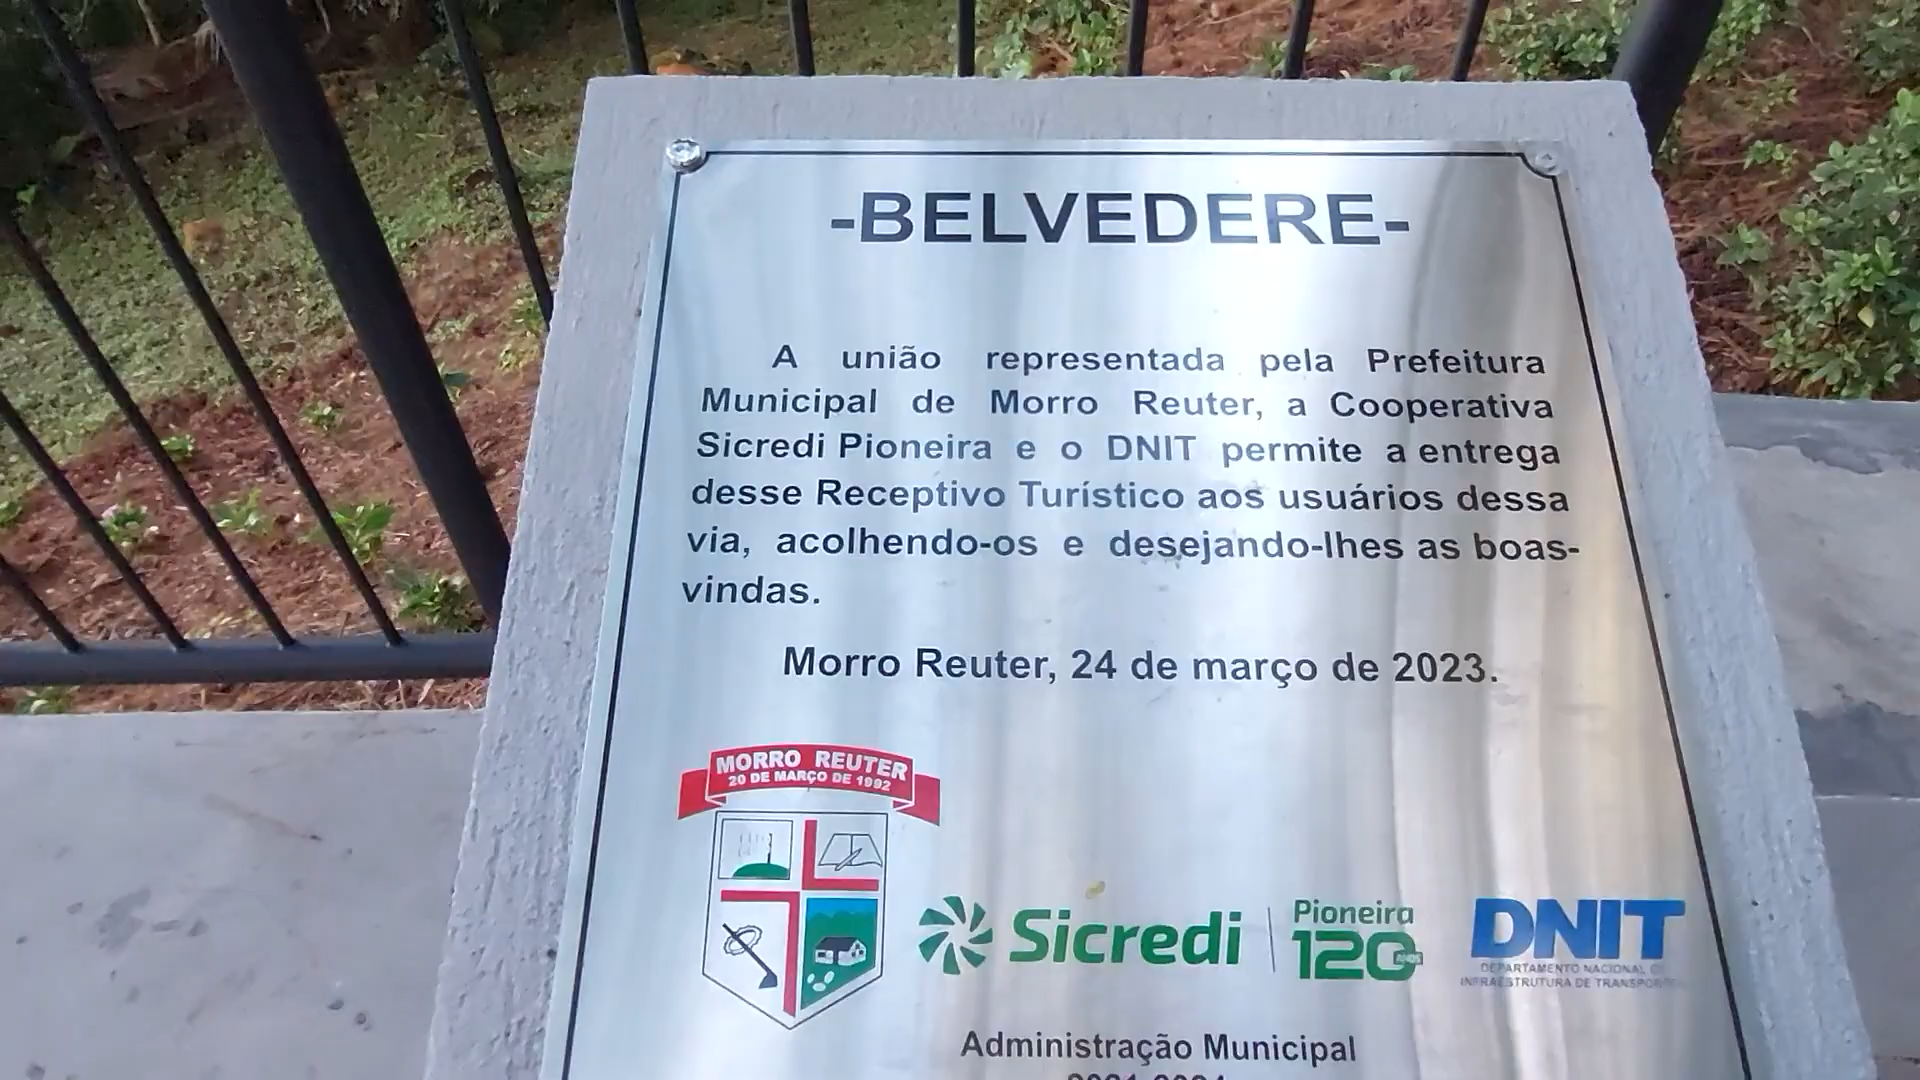 -BELVEDERE-
A união representada pela Prefeitura
Municipal de Morro Reuter, a Cooperativa
Sicredi Pioneira e o DNIT permite a entrega
desse Receptivo Turístico aos usuários dessa
via, acolhendo-os e desejando-lhes as boas-
vindas.
Morro Reuter, 24 de março de 2023.
MORRO REUTER
20 DE MARÇO DE 1992
Sicredi
Pioneira
120
ANOS
DNIT
DEPARTAMENTO NACIONAL DE
INFRAESTRUTURA DE TRANSPORTES
Administração Municipal